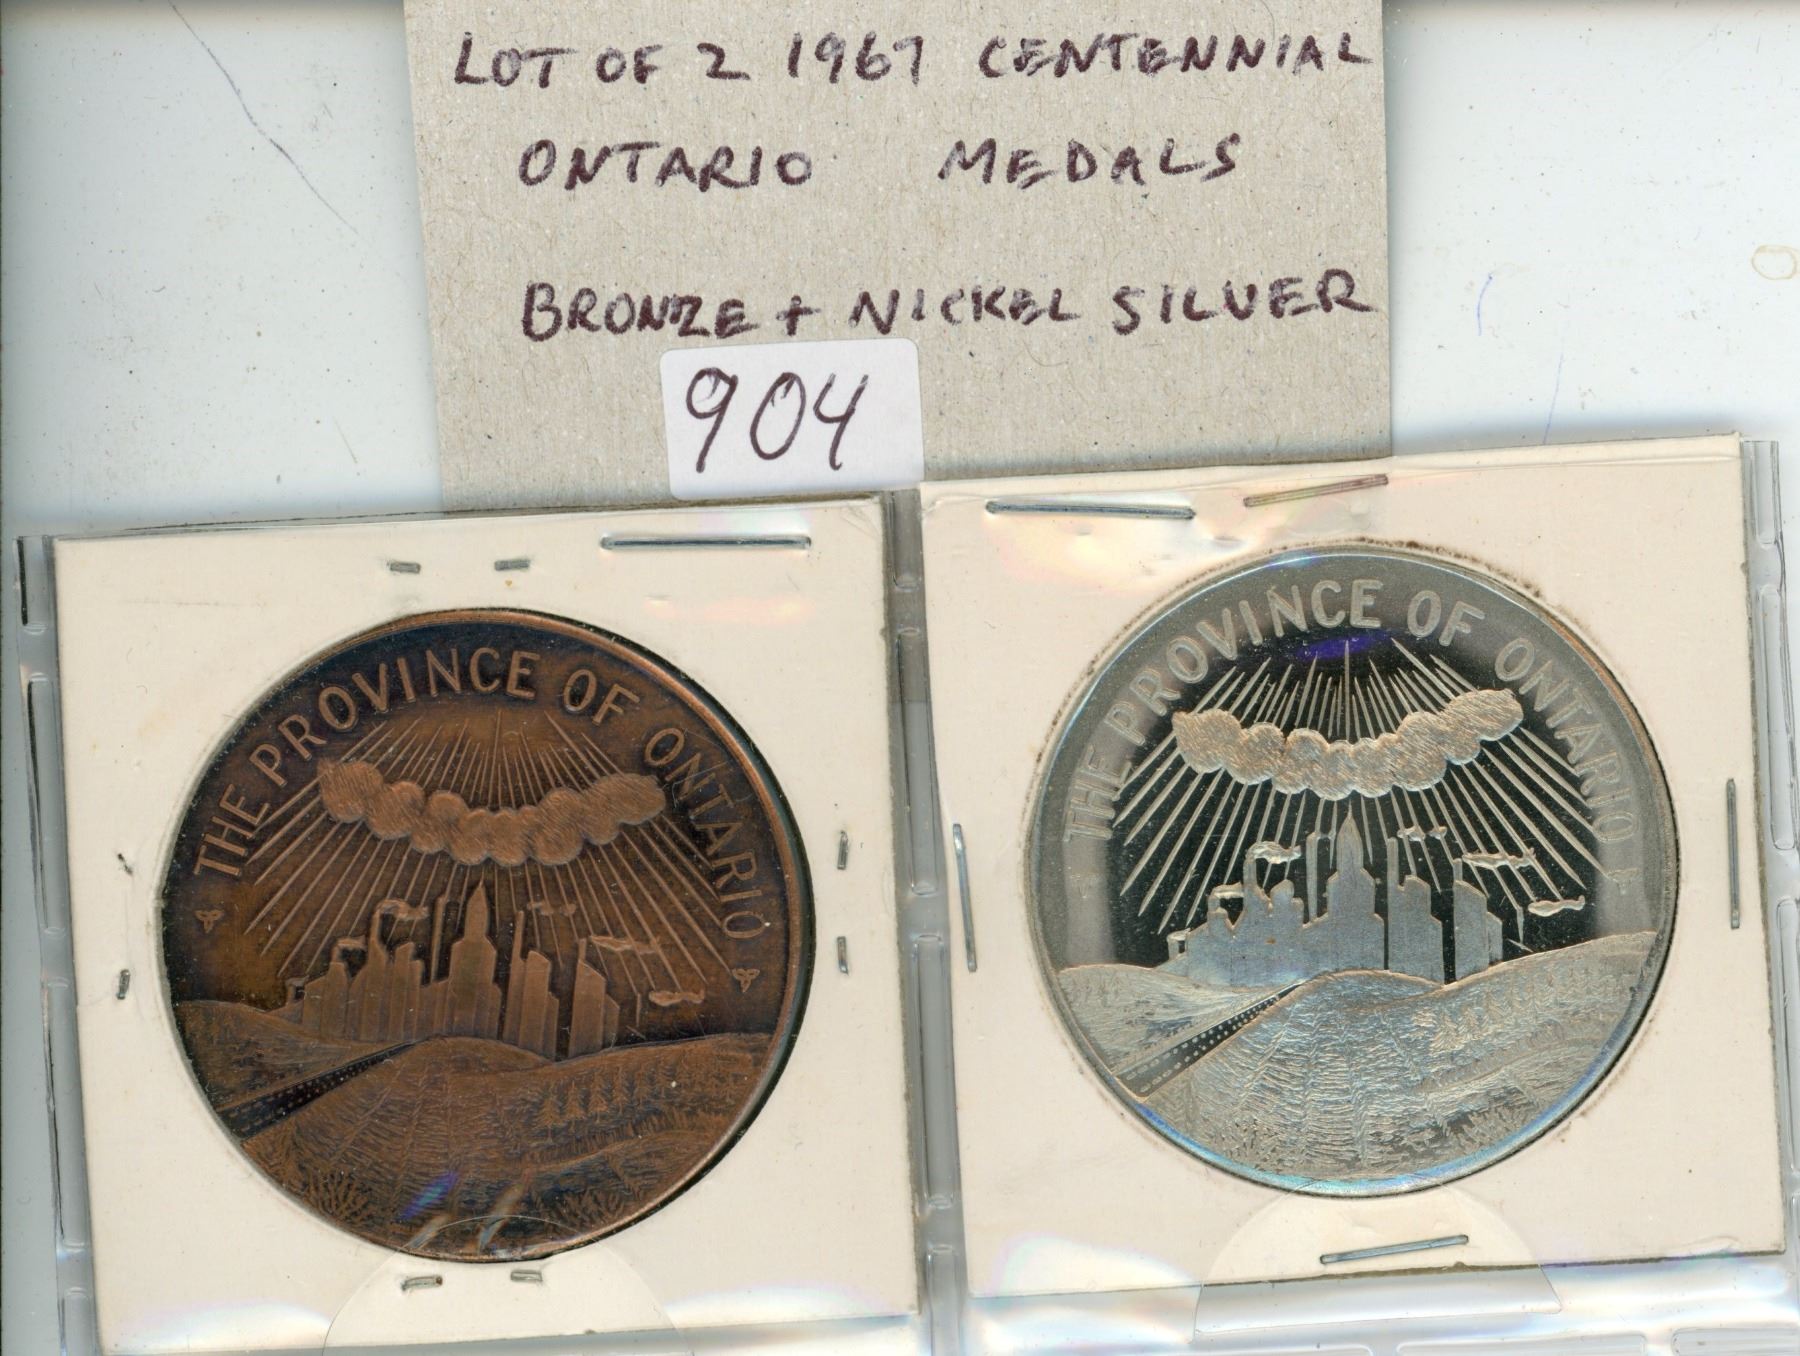 LOT OF 2 1967 CENTENNIAL
ONTARIO MEDALS
BRONZE + NICKEL SILVER
904
THE PROVINCE OF ONTARIO
THE PROVINCE OF ONTARIO